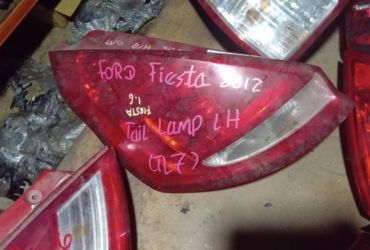 FORD Fiesta 2012
FIESTA
1.6
Tail Lamp LH
(TL7)